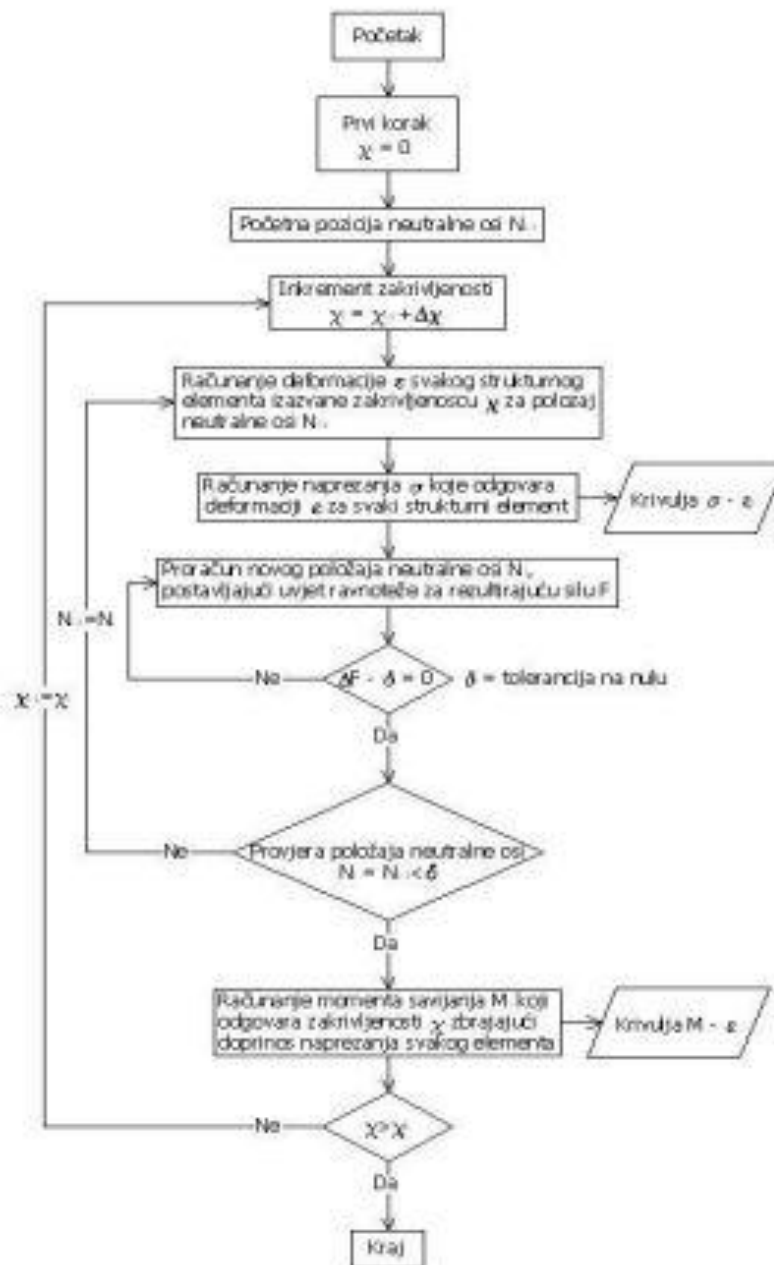 Početak
Prvi korak
χ = 0
Početna pozicija neutralne osi N
Inkrement zakrivljenosti
χ = χ + Δχ
Računanje deformacije ε svakog strukturnog
elementa izazvane zakrivljenoscu χ za položaj
neutralne osi N
Računanje naprezanja σ koje odgovara
deformaciji ε za svaki strukturni element
Krivulja σ - ε
Proračun novog položaja neutralne osi N,
postavljajući uvjet ravnoteže za rezultirajuću silu F
N = N
Ne
ΔF - δ = 0
δ = tolerancija na nulu
χ = χ
Da
Ne
Provjera položaja neutralne osi
N = N < δ
Da
Računanje momenta savijanja M koji
odgovara zakrivljenosti χ zbrajajući
doprinos naprezanja svakog elementa
Krivulja M - ε
Ne
χ > χ
Da
Kraj